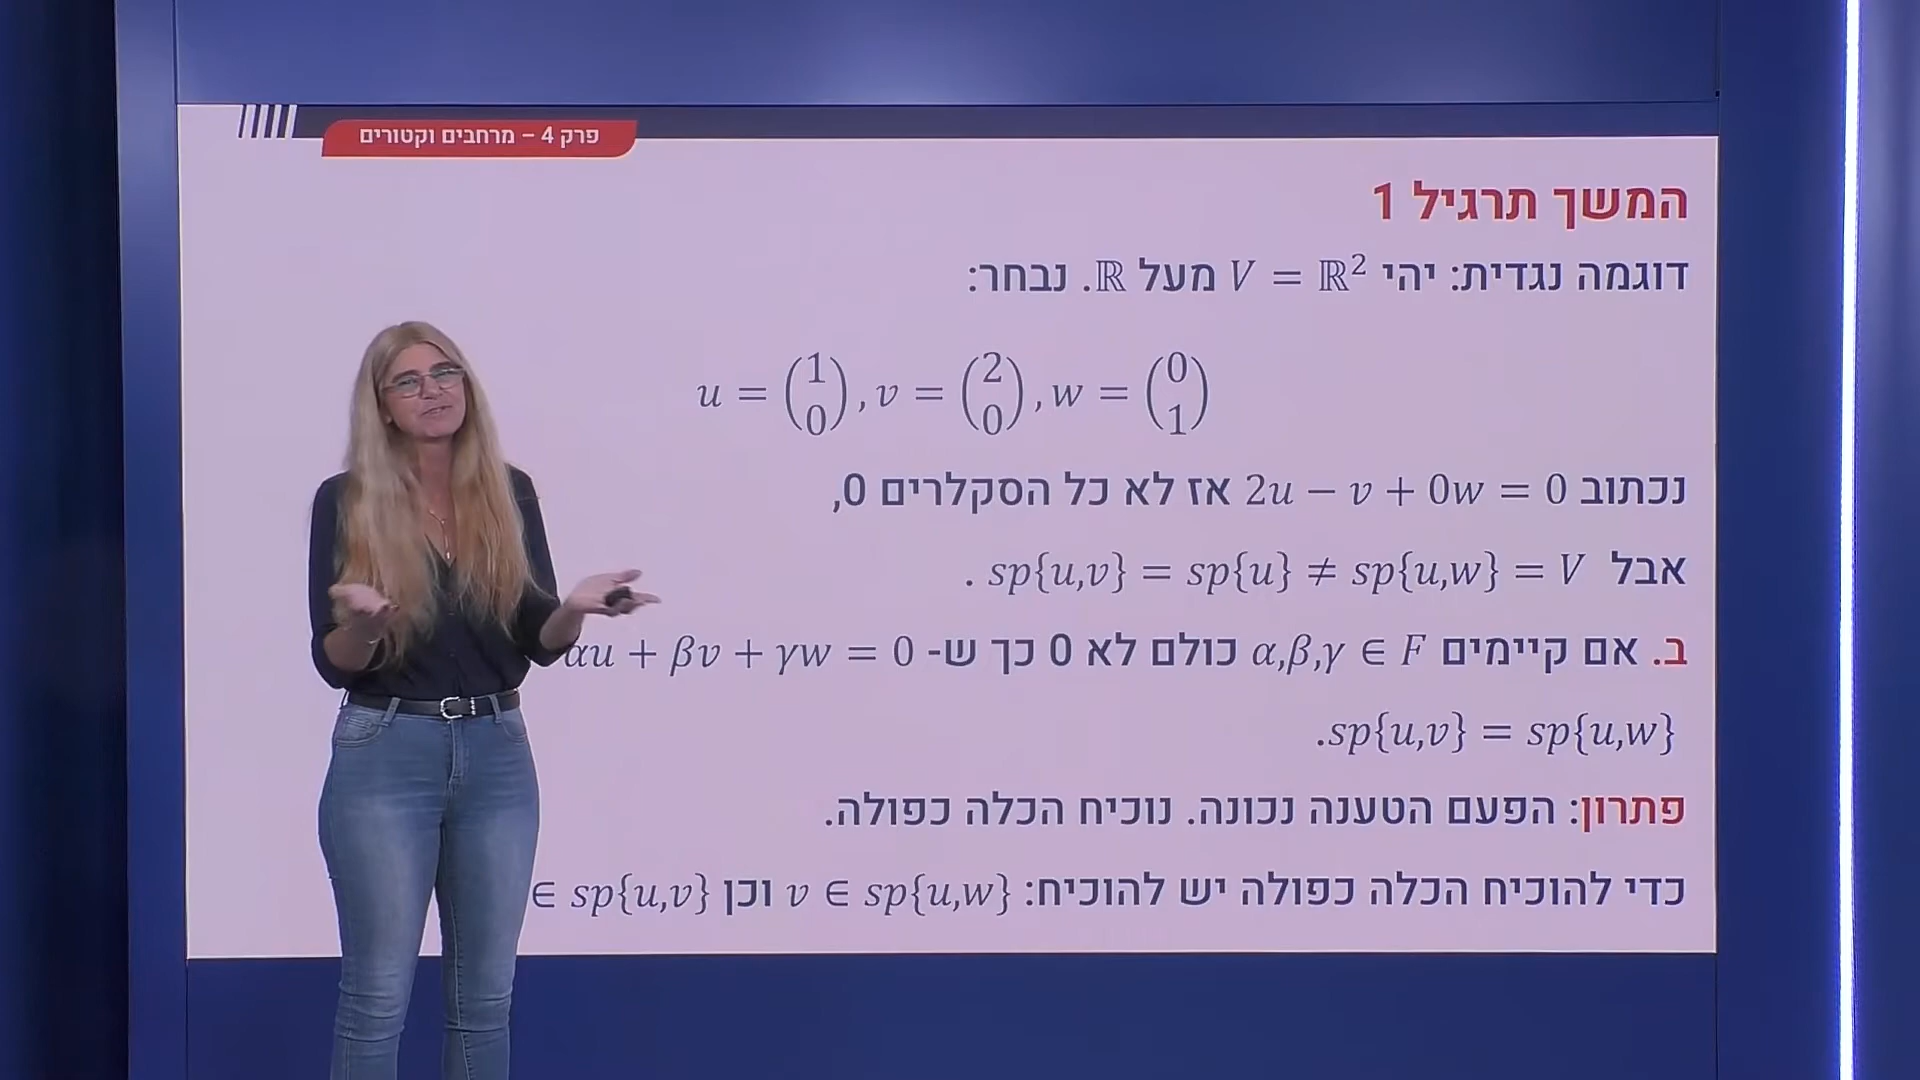 פרק 4 – מרחבים וקטורים
המשך תרגיל 1
דוגמה נגדית: יהי V = ℝ² מעל ℝ. נבחר:
u = (1 0), v = (2 0), w = (0 1)
נכתוב 2u − v + 0w = 0 אז לא כל הסקלרים 0,
אבל sp{u,v} = sp{u} ≠ sp{u,w} = V .
ב. אם קיימים α,β,γ ∈ F כולם לא 0 כך ש- αu + βv + γw = 0
sp{u,v} = sp{u,w}.
פתרון: הפעם הטענה נכונה. נוכיח הכלה כפולה.
כדי להוכיח הכלה כפולה יש להוכיח: v ∈ sp{u,w} וכן ∈ sp{u,v}